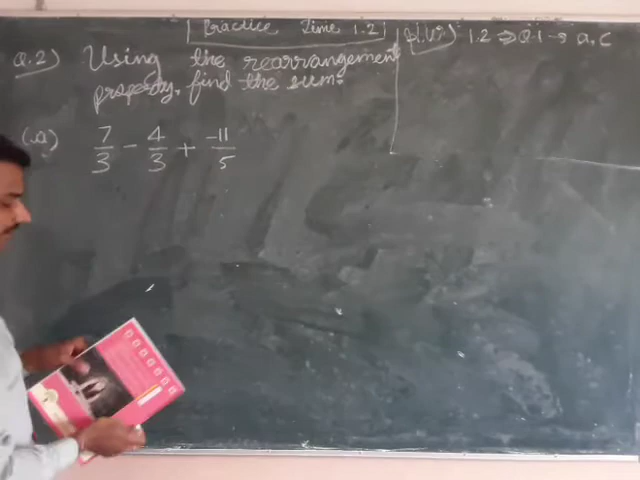 Practice Time 1.2
(H.W) 1.2 ⇒ Q.1 → a, c
Q.2) Using the rearrangement
property, find the sum.
(a) 7/3 - 4/3 + -11/5